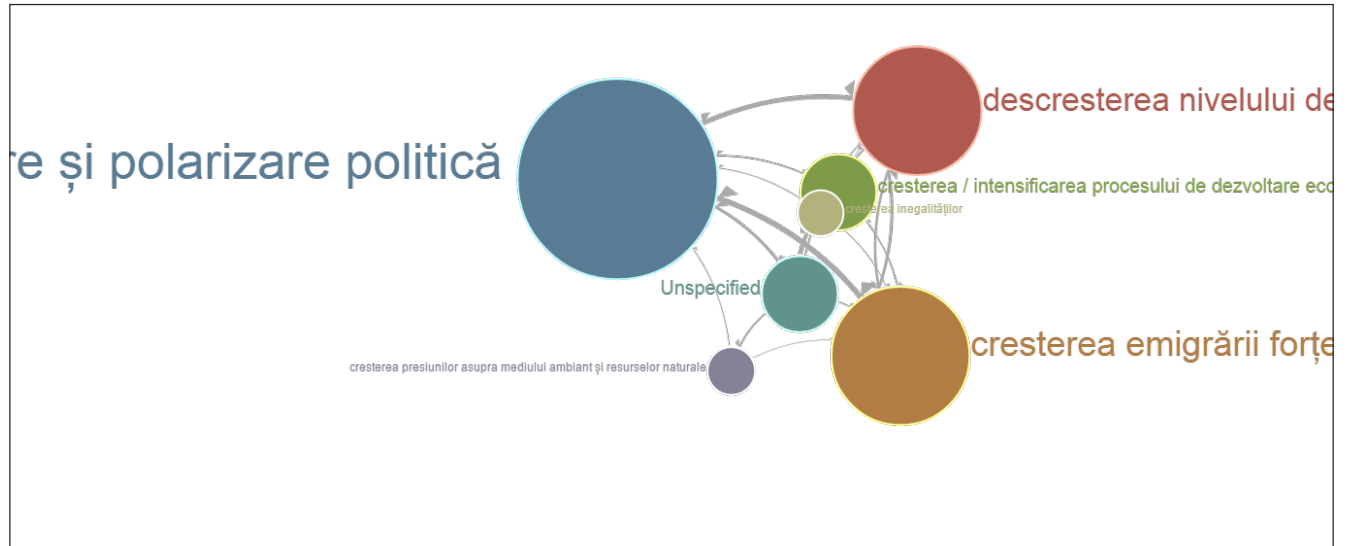 descresterea nivelului de
re și polarizare politică
cresterea / intensificarea procesului de dezvoltare eco
cresterea inegalităților
Unspecified
cresterea emigrării forțe
cresterea presiunilor asupra mediului ambiant și resurselor naturale